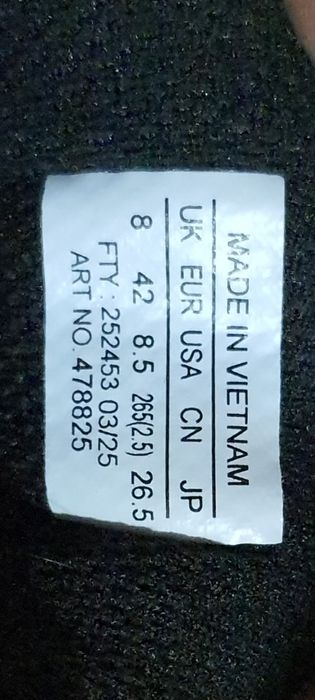 MADE IN VIETNAM
UK EUR USA CN JP
8 42 8.5 265(2.5) 26.5
FTY : 252453 03/25
ART NO. 478825